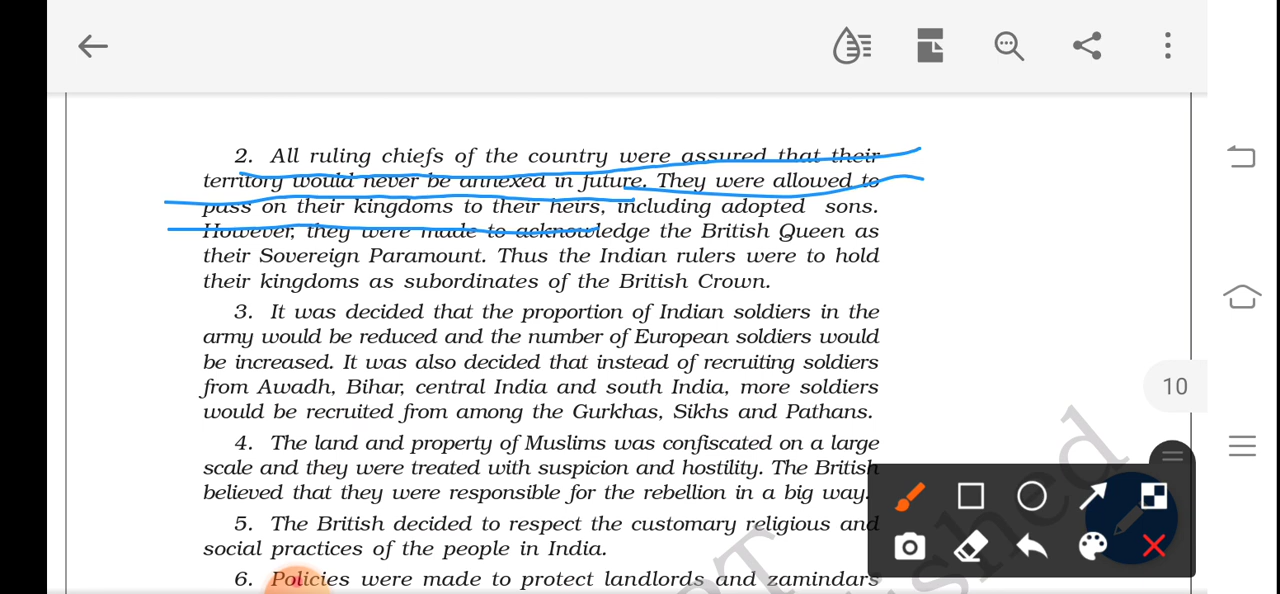 2. All ruling chiefs of the country were assured that their
territory would never be annexed in future. They were allowed to
pass on their kingdoms to their heirs, including adopted sons.
However, they were made to acknowledge the British Queen as
their Sovereign Paramount. Thus the Indian rulers were to hold
their kingdoms as subordinates of the British Crown.
3. It was decided that the proportion of Indian soldiers in the
army would be reduced and the number of European soldiers would
be increased. It was also decided that instead of recruiting soldiers
from Awadh, Bihar, central India and south India, more soldiers
would be recruited from among the Gurkhas, Sikhs and Pathans.
10
4. The land and property of Muslims was confiscated on a large
scale and they were treated with suspicion and hostility. The British
believed that they were responsible for the rebellion in a big way.
5. The British decided to respect the customary religious and
social practices of the people in India.
6. Policies were made to protect landlords and zamindars